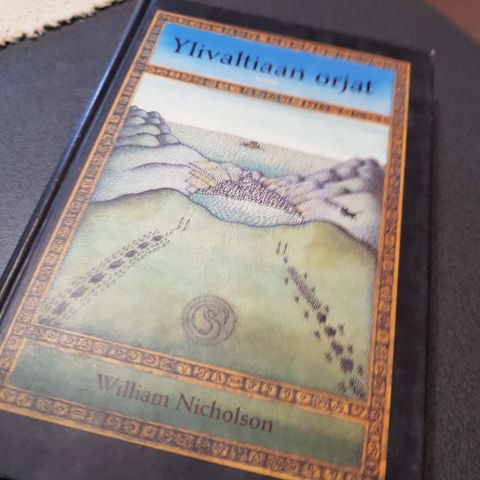 Ylivaltiaan orjat
William Nicholson